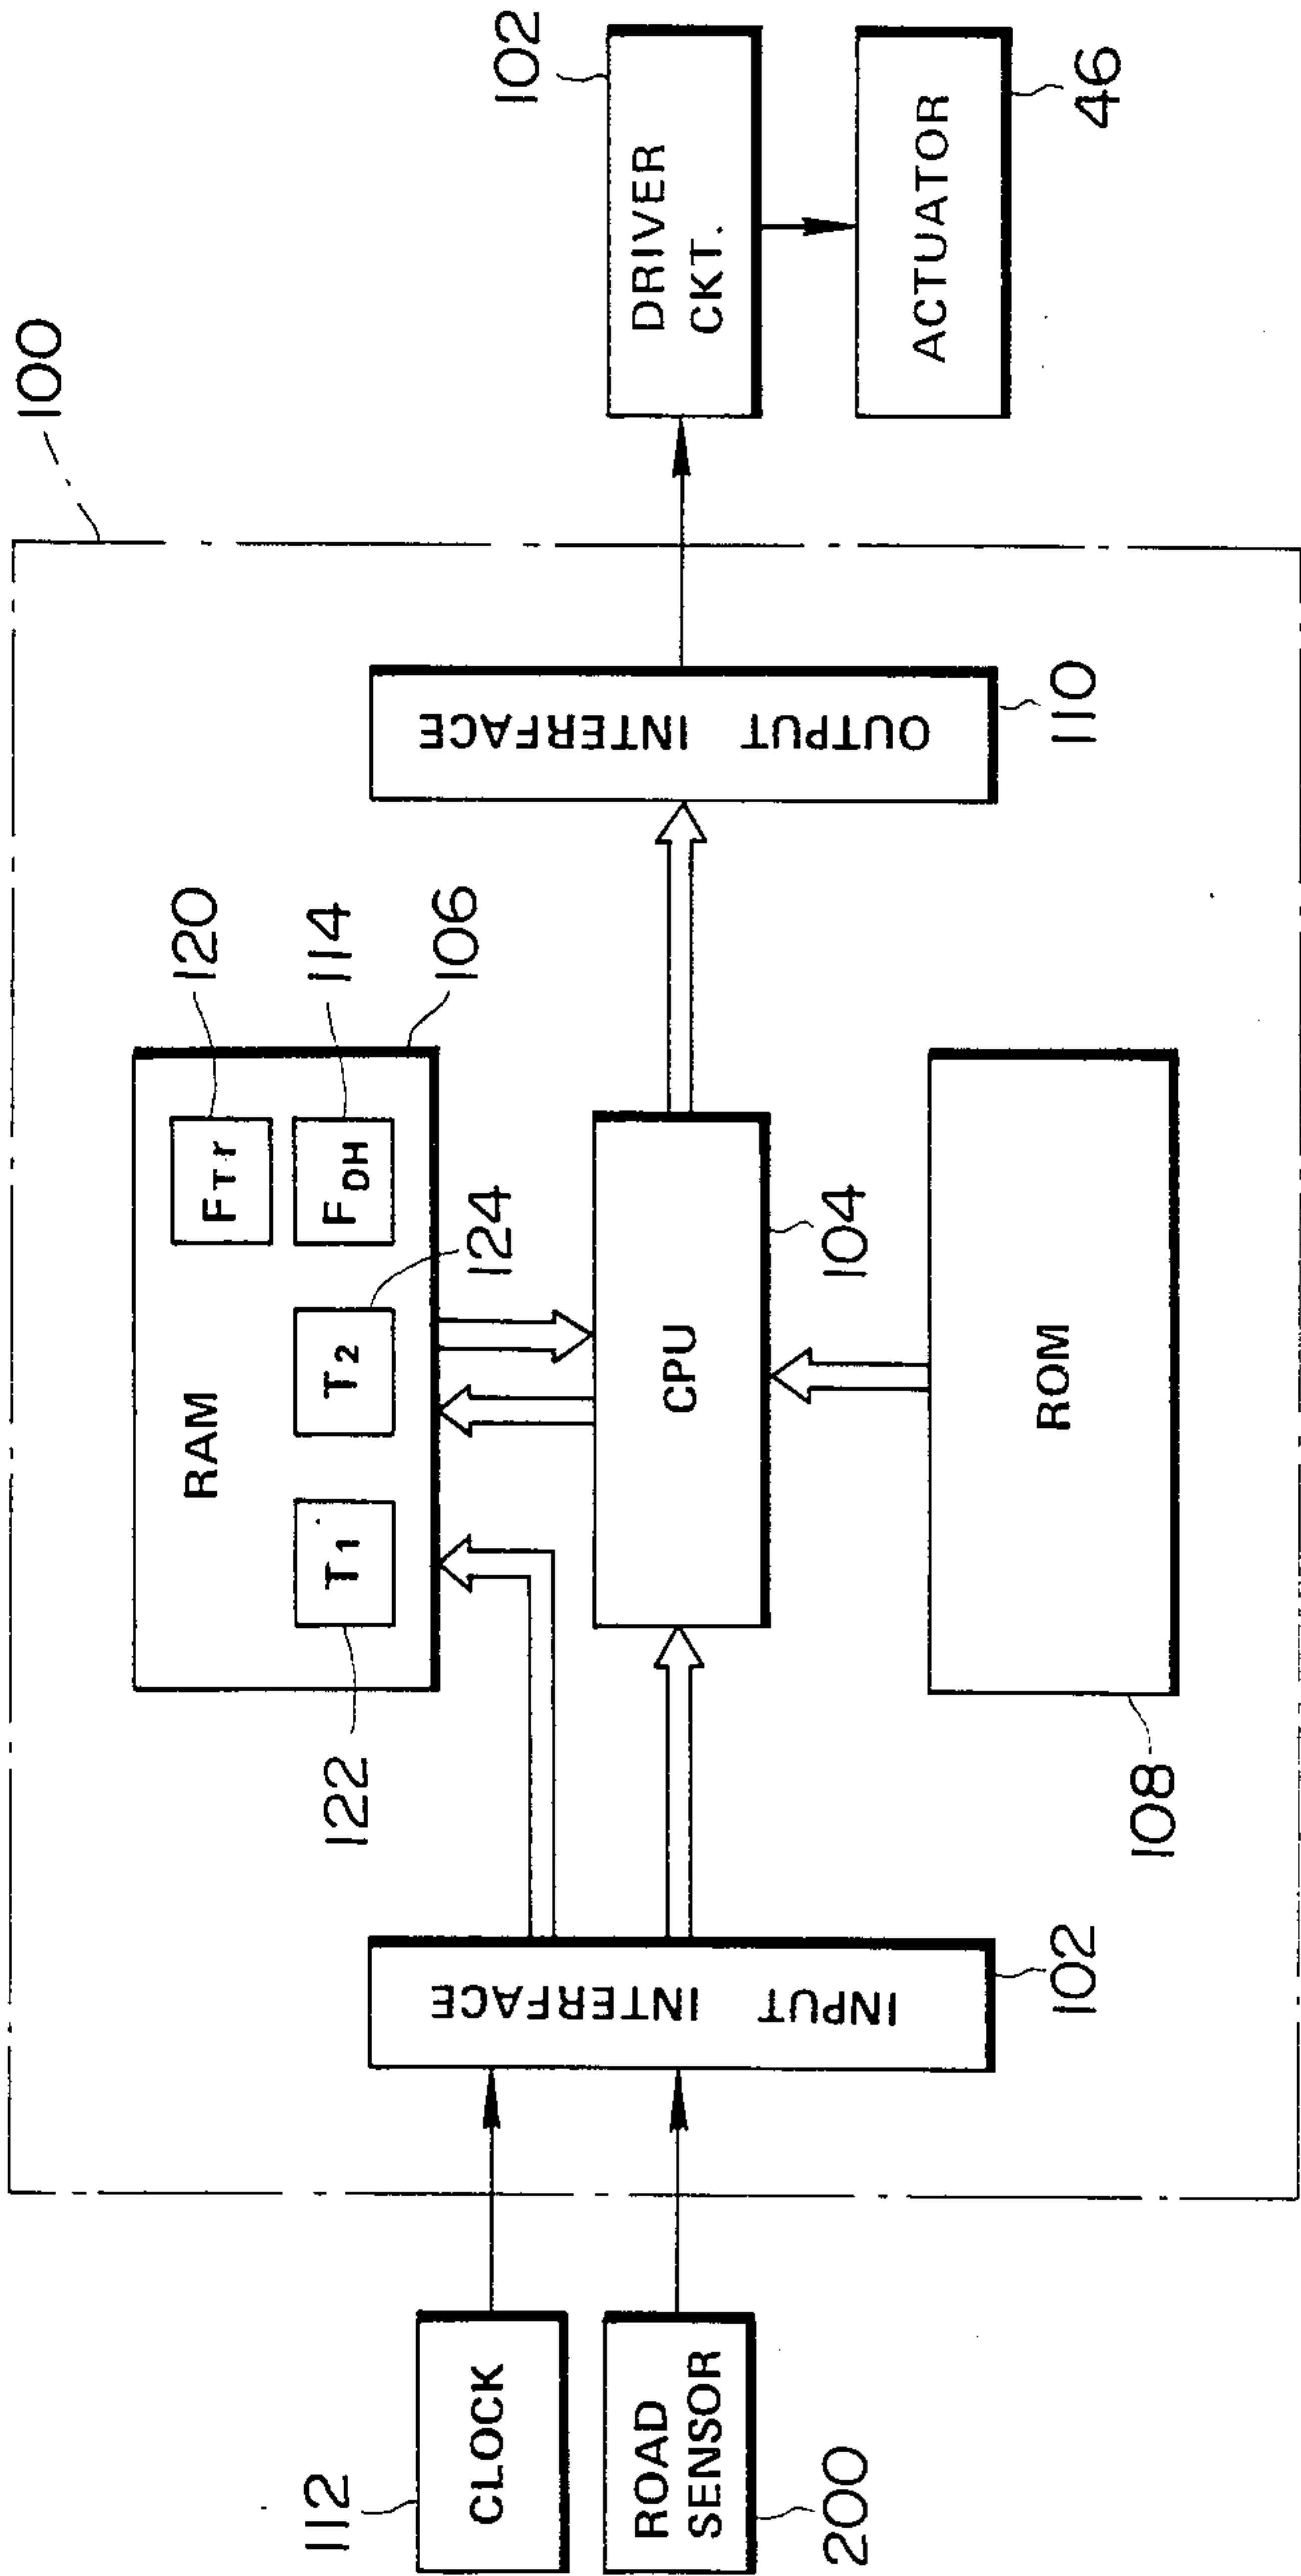 100
120
114
106
RAM
FTr
FDH
T1
T2
122
124
102
DRIVER
CKT.
ACTUATOR
46
112
CLOCK
ROAD
SENSOR
200
INPUT INTERFACE
102
CPU
104
ROM
108
OUTPUT INTERFACE
110